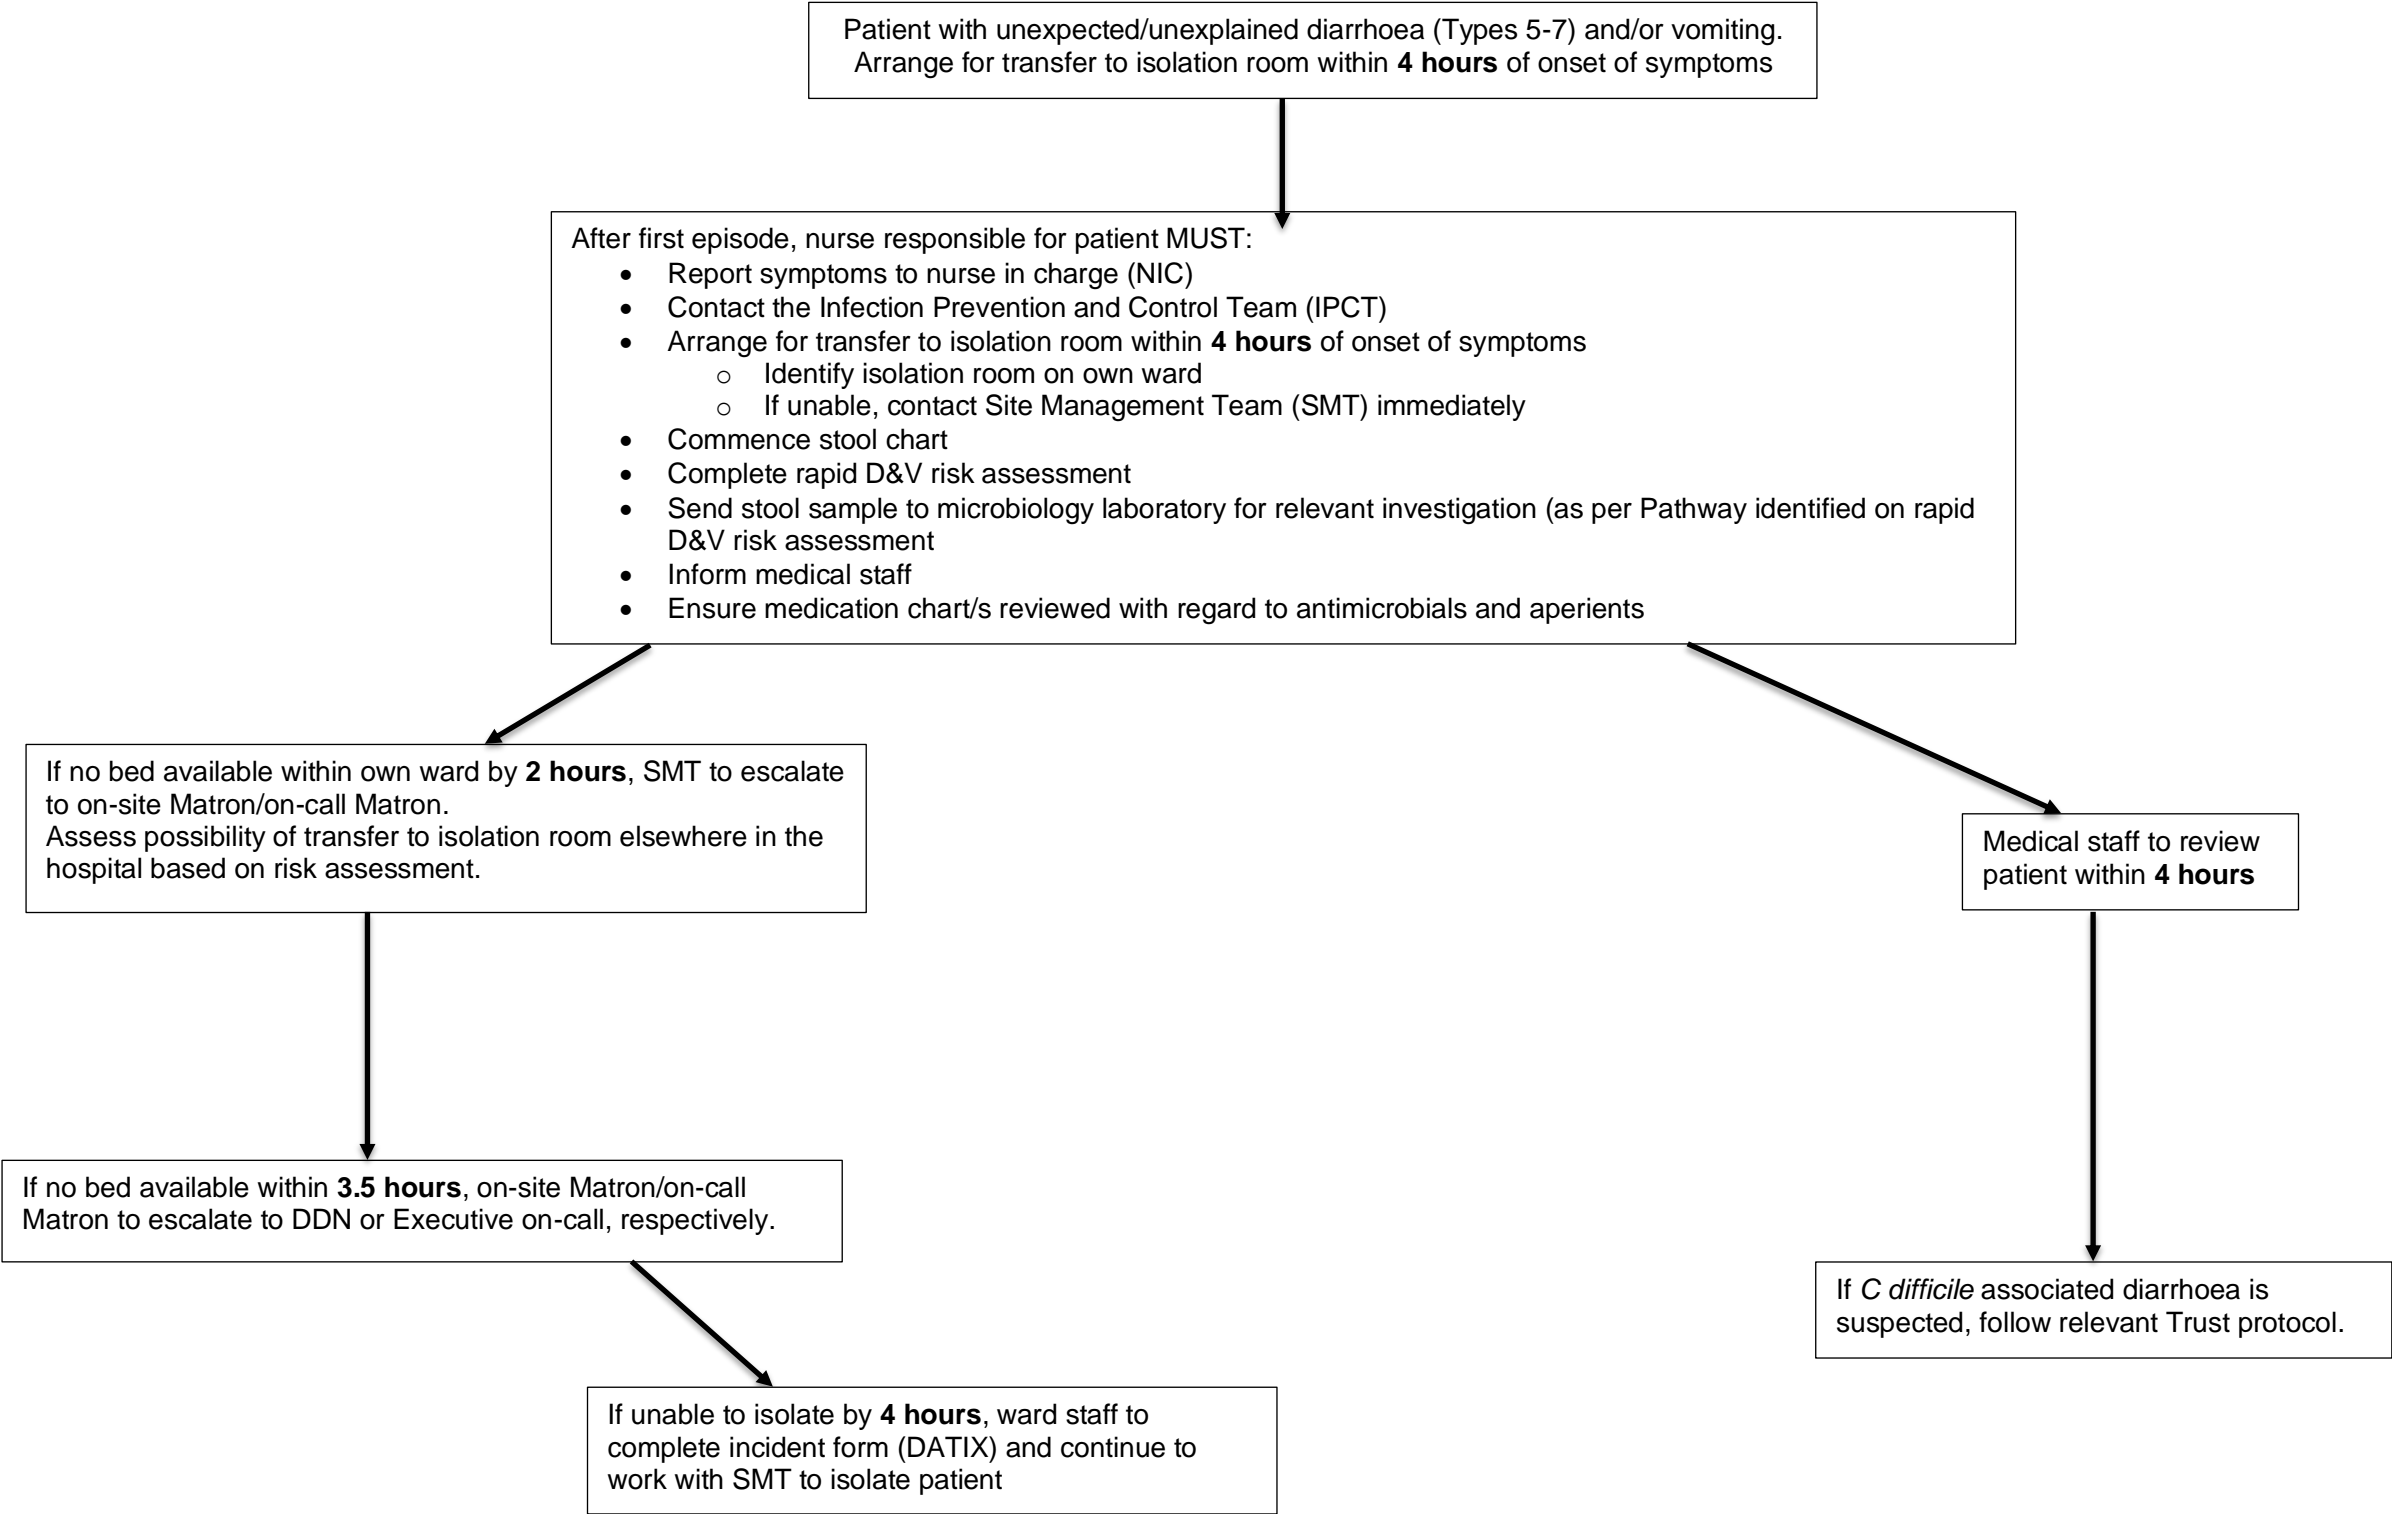 Patient with unexpected/unexplained diarrhoea (Types 5-7) and/or vomiting.
Arrange for transfer to isolation room within 4 hours of onset of symptoms
After first episode, nurse responsible for patient MUST:
• Report symptoms to nurse in charge (NIC)
• Contact the Infection Prevention and Control Team (IPCT)
• Arrange for transfer to isolation room within 4 hours of onset of symptoms
o Identify isolation room on own ward
o If unable, contact Site Management Team (SMT) immediately
• Commence stool chart
• Complete rapid D&V risk assessment
• Send stool sample to microbiology laboratory for relevant investigation (as per Pathway identified on rapid
D&V risk assessment
• Inform medical staff
• Ensure medication chart/s reviewed with regard to antimicrobials and aperients
If no bed available within own ward by 2 hours, SMT to escalate
to on-site Matron/on-call Matron.
Assess possibility of transfer to isolation room elsewhere in the
hospital based on risk assessment.
Medical staff to review
patient within 4 hours
If no bed available within 3.5 hours, on-site Matron/on-call
Matron to escalate to DDN or Executive on-call, respectively.
If C difficile associated diarrhoea is
suspected, follow relevant Trust protocol.
If unable to isolate by 4 hours, ward staff to
complete incident form (DATIX) and continue to
work with SMT to isolate patient